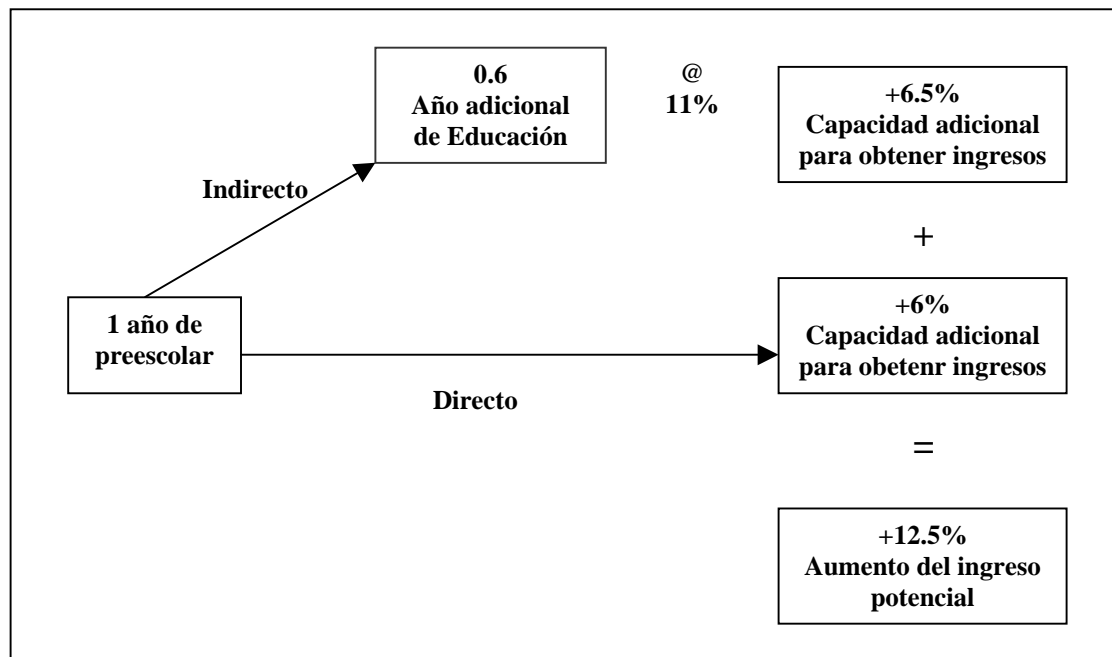 0.6
Año adicional
de Educación
@
11%
+6.5%
Capacidad adicional
para obtener ingresos
Indirecto
+
1 año de
preescolar
+6%
Capacidad adicional
para obetenr ingresos
Directo
=
+12.5%
Aumento del ingreso
potencial